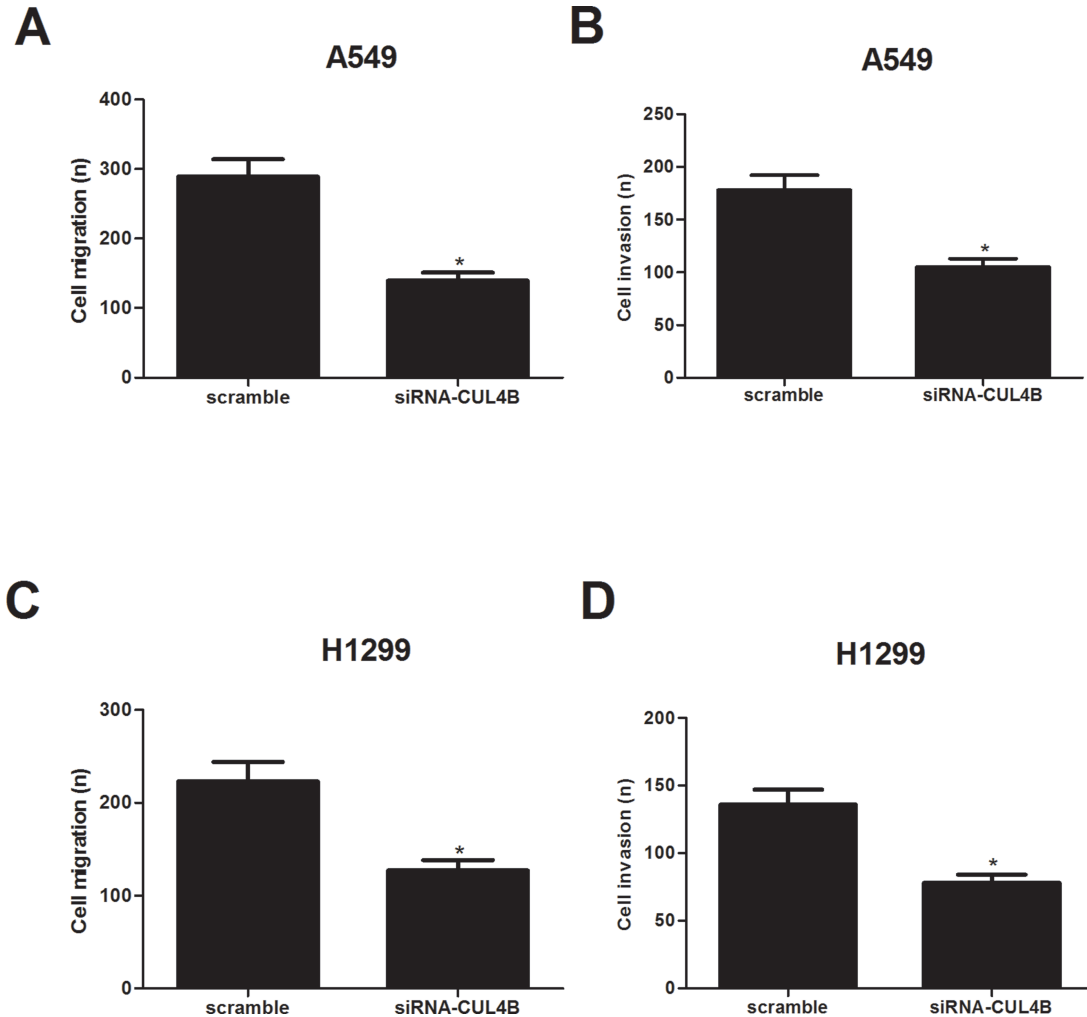 A
A549
Cell migration (n)
400
300
200
100
0
*
scramble
siRNA-CUL4B
B
A549
Cell invasion (n)
250
200
150
100
50
0
*
scramble
siRNA-CUL4B
C
H1299
Cell migration (n)
300
200
100
0
*
scramble
siRNA-CUL4B
D
H1299
Cell invasion (n)
200
150
100
50
0
*
scramble
siRNA-CUL4B